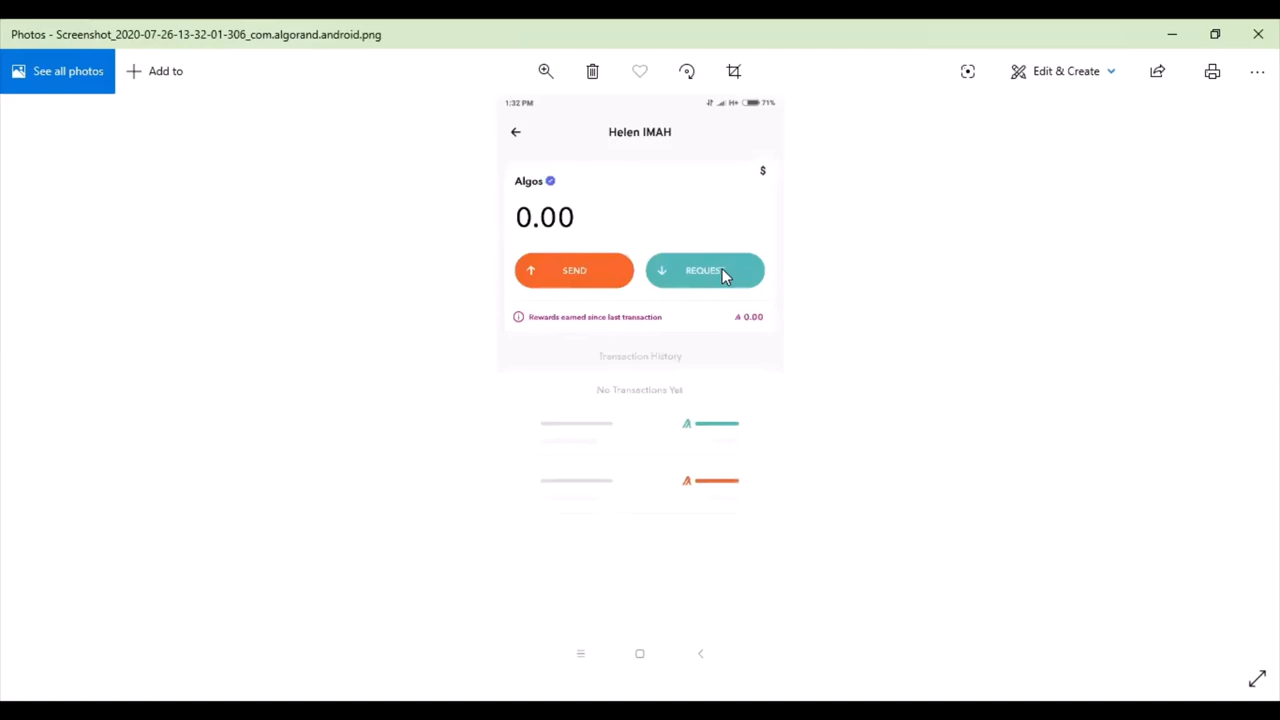 Photos - Screenshot_2020-07-26-13-32-01-306_com.algorand.android.png
See all photos
Add to
Edit & Create
1:32 PM
H+ 71%
Helen IMAH
$
Algos
0.00
SEND
REQUEST
Rewards earned since last transaction
0.00
Transaction History
No Transactions Yet